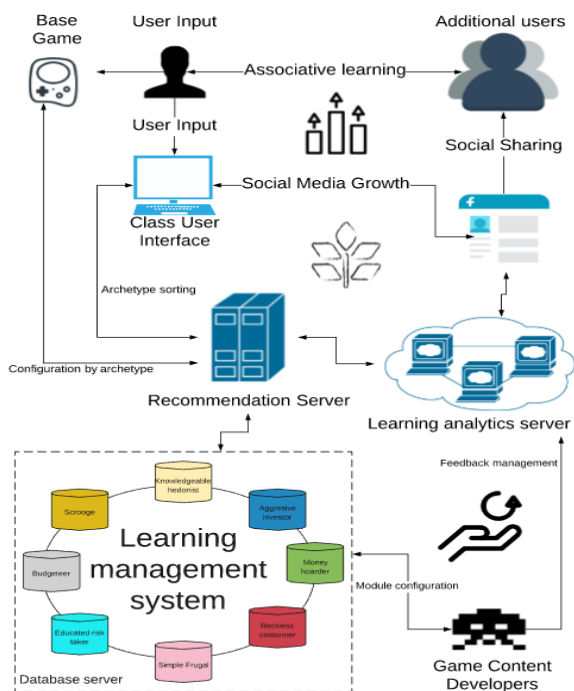 Base
Game
User Input
Additional users
Associative learning
User Input
Social Sharing
Social Media Growth
Class User
Interface
Archetype sorting
Configuration by archetype
Recommendation Server
Learning analytics server
Feedback management
Knowledgeable
hedonist
Scrooge
Aggresive
investor
Learning
management
system
Budgeteer
Money
hoarder
Module configuration
Educated risk
taker
Reckless
consumer
Simple Frugal
Database server
Game Content
Developers